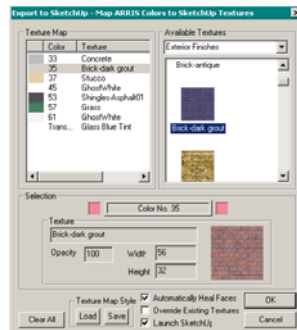 Export to SketchUp - Map ARRIS Colors to SketchUp Textures
Texture Map
Color Texture
33 Concrete
35 Brick-dark grout
37 Stucco
45 GhostWhite
53 Shingles-Asphalt01
57 Grass
61 GhostWhite
Trans... Glass Blue Tint
Available Textures
Exterior Finishes
Brick-antique
Brick-dark grout
Selection
Color No. 35
Texture
Brick-dark grout
Opacity 100 Width 56
Height 32
Texture Map Style
Clear All Load Save
Automatically Heal Faces
Override Existing Textures
Launch SketchUp
OK
Cancel